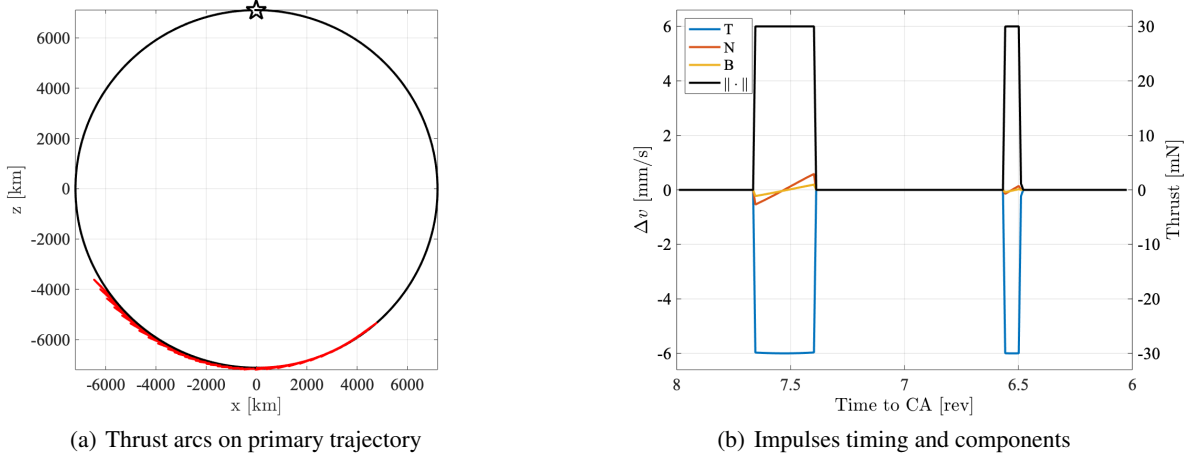 6000
4000
2000
0
-2000
-4000
-6000
z [km]
-6000 -4000 -2000 0 2000 4000 6000
x [km]
(a) Thrust arcs on primary trajectory
T
N
B
‖ · ‖
6
4
2
0
-2
-4
-6
Δv [mm/s]
30
20
10
0
-10
-20
-30
Thrust [mN]
8 7.5 7 6.5 6
Time to CA [rev]
(b) Impulses timing and components